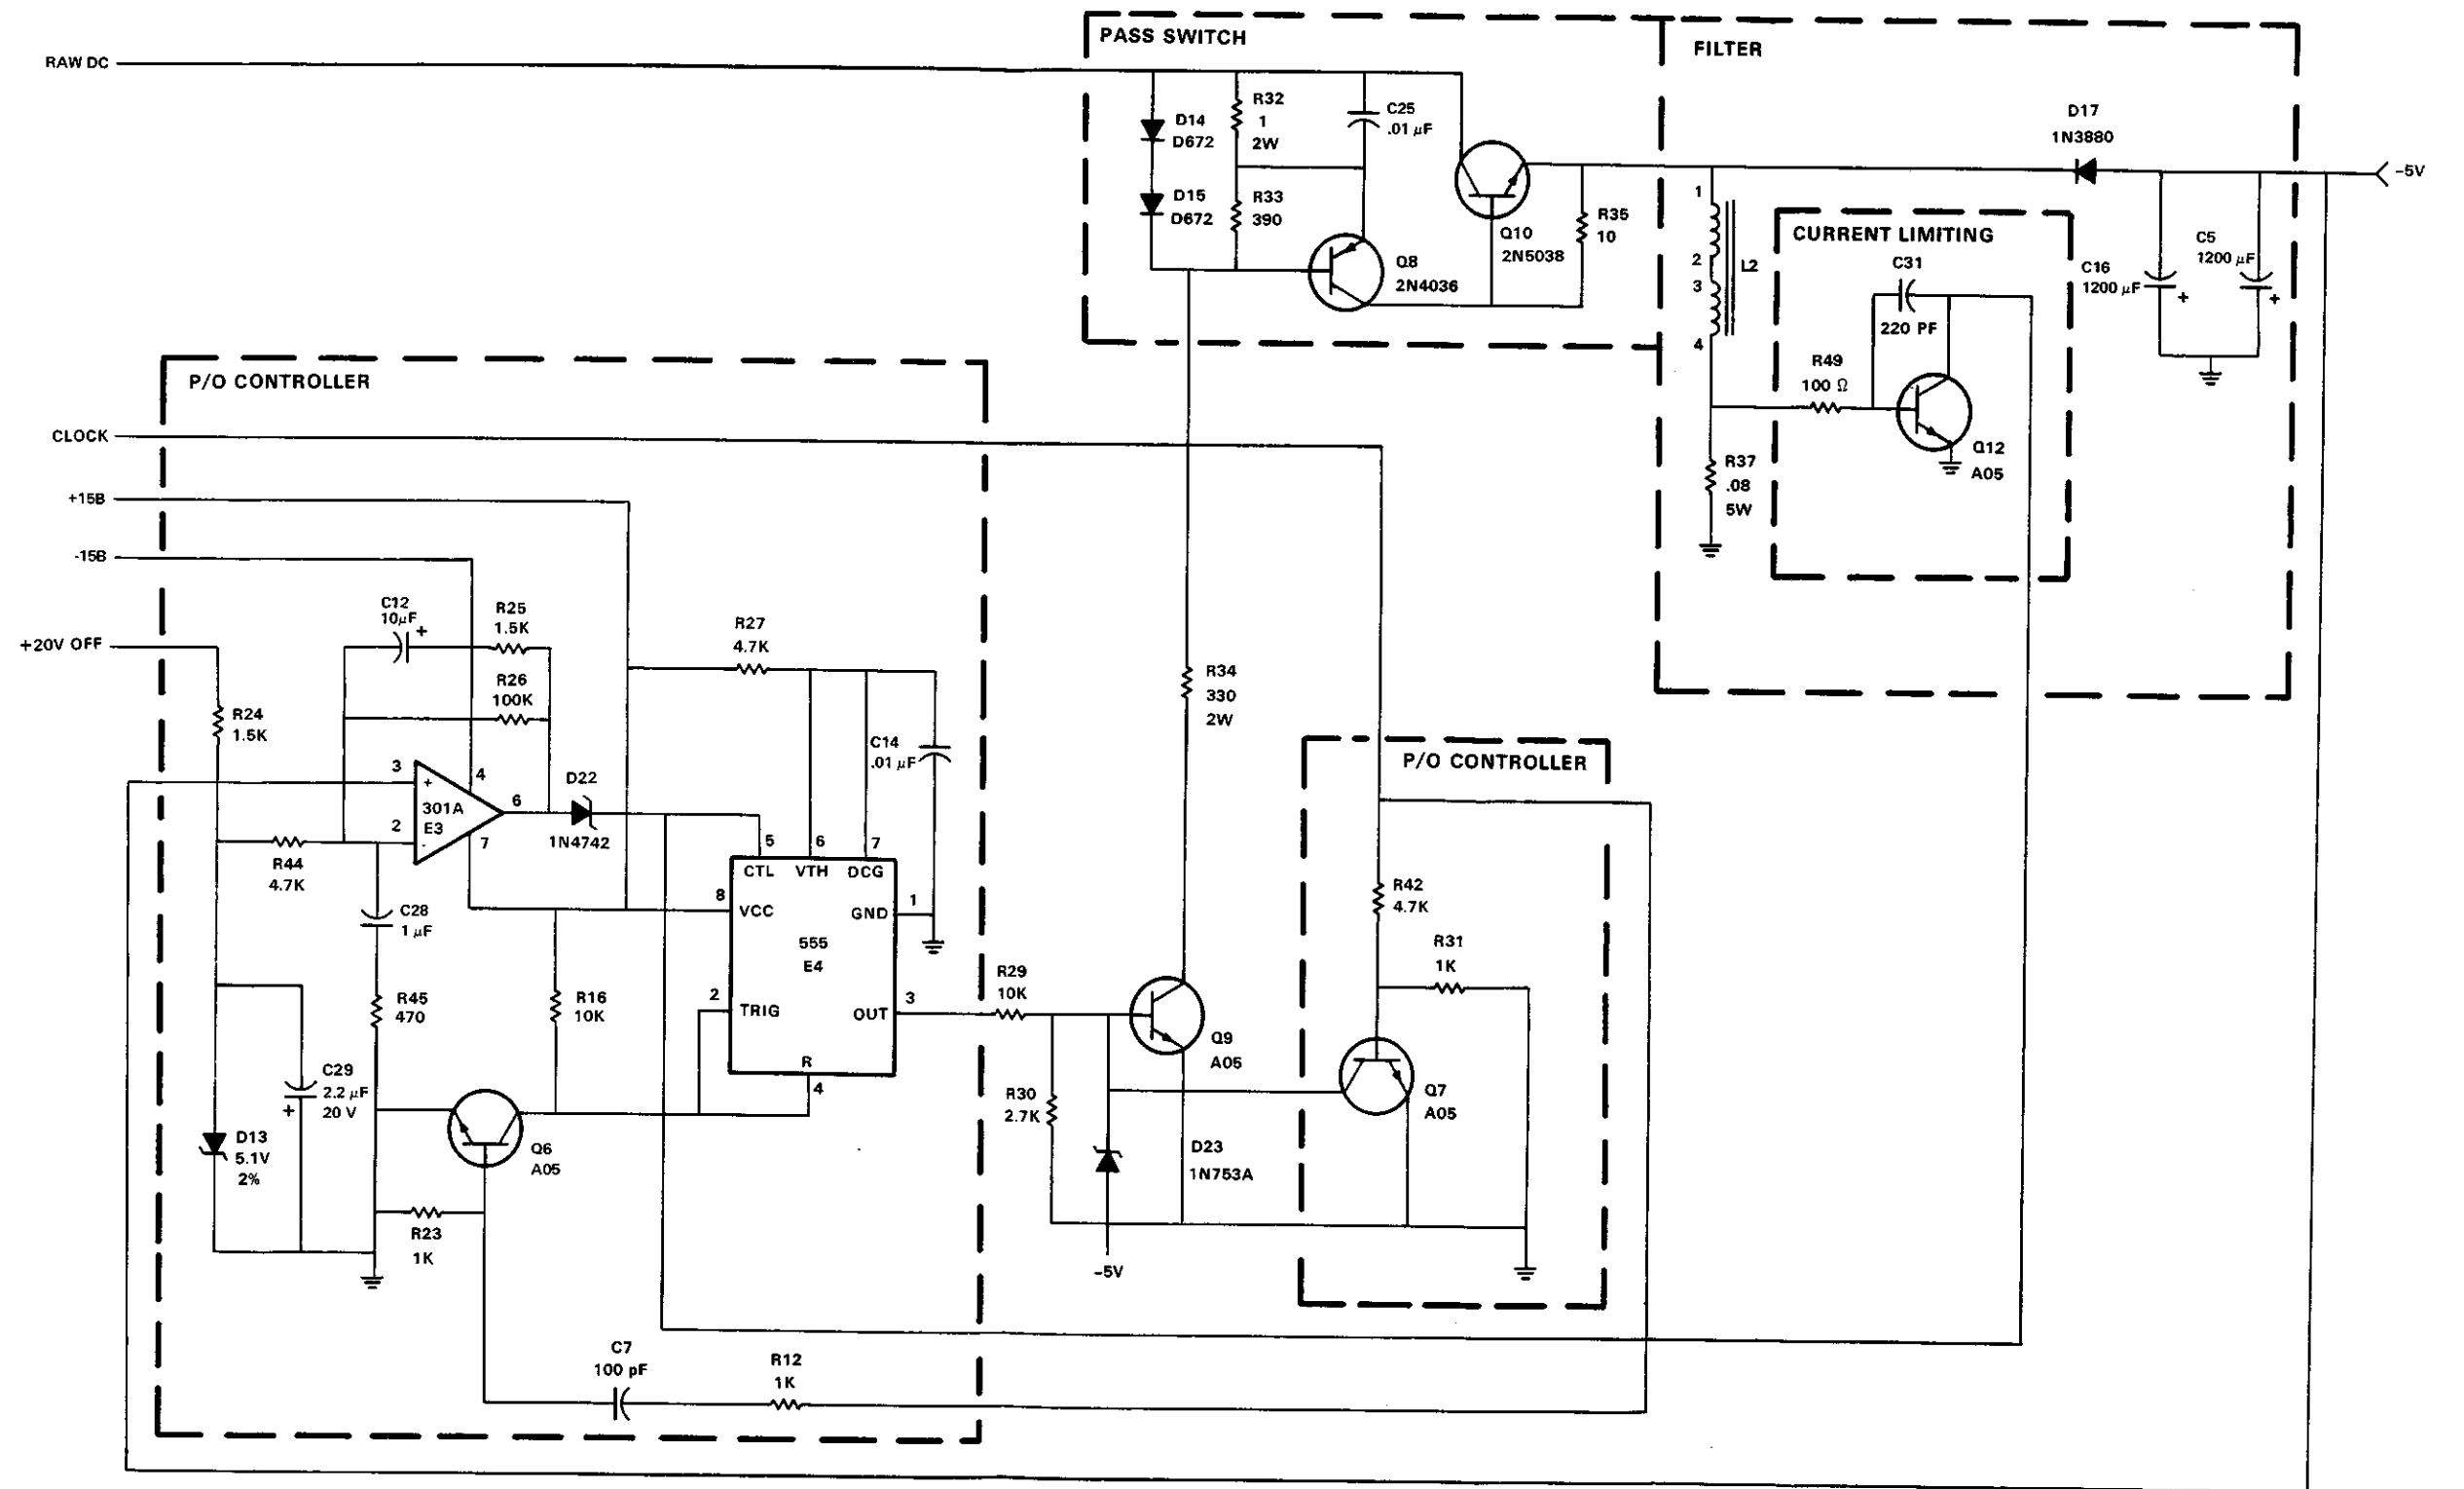 PASS SWITCH
FILTER
RAW DC
D14
D672
R32
1
2W
C25
.01 µF
D15
D672
R33
390
Q10
2N5038
R35
10
Q8
2N4036
D17
1N3880
-5V
1
2
3
4
L2
CURRENT LIMITING
C31
220 PF
C16
1200 µF
+
C5
1200 µF
+
R49
100 Ω
Q12
A05
R37
.08
5W
P/O CONTROLLER
CLOCK
+15B
-15B
+20V OFF
C12
10µF
+
R25
1.5K
R26
100K
R27
4.7K
R24
1.5K
C14
.01 µF
3
+
4
301A
E3
6
2
-
7
D22
1N4742
R44
4.7K
5
6
7
CTL
VTH
DCG
8
VCC
GND
1
555
E4
2
TRIG
OUT
3
R
4
C28
1 µF
R45
470
R16
10K
C29
2.2 µF
20 V
+
D13
5.1V
2%
Q6
A05
R23
1K
C7
100 pF
R12
1K
R34
330
2W
R29
10K
Q9
A05
R30
2.7K
D23
1N753A
-5V
P/O CONTROLLER
R42
4.7K
R31
1K
Q7
A05